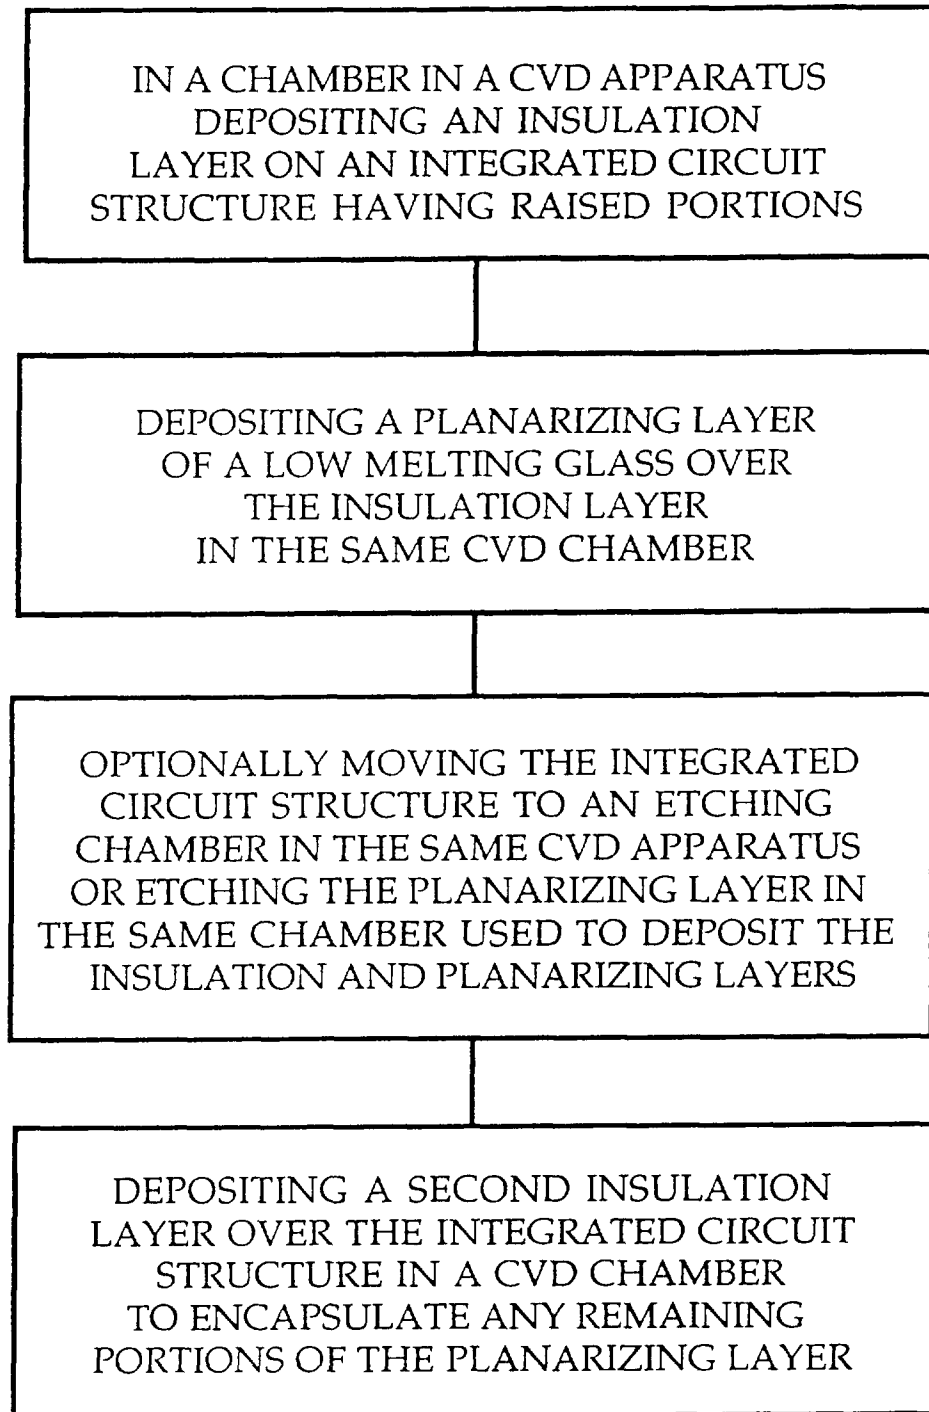 IN A CHAMBER IN A CVD APPARATUS
DEPOSITING AN INSULATION
LAYER ON AN INTEGRATED CIRCUIT
STRUCTURE HAVING RAISED PORTIONS
DEPOSITING A PLANARIZING LAYER
OF A LOW MELTING GLASS OVER
THE INSULATION LAYER
IN THE SAME CVD CHAMBER
OPTIONALLY MOVING THE INTEGRATED
CIRCUIT STRUCTURE TO AN ETCHING
CHAMBER IN THE SAME CVD APPARATUS
OR ETCHING THE PLANARIZING LAYER IN
THE SAME CHAMBER USED TO DEPOSIT THE
INSULATION AND PLANARIZING LAYERS
DEPOSITING A SECOND INSULATION
LAYER OVER THE INTEGRATED CIRCUIT
STRUCTURE IN A CVD CHAMBER
TO ENCAPSULATE ANY REMAINING
PORTIONS OF THE PLANARIZING LAYER